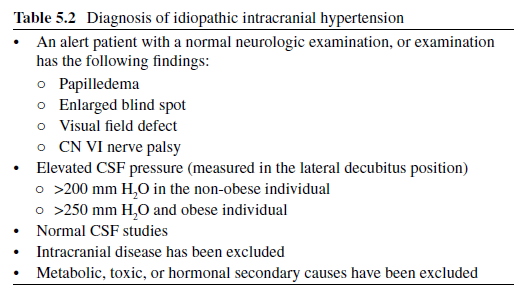 Table 5.2 Diagnosis of idiopathic intracranial hypertension
• An alert patient with a normal neurologic examination, or examination
has the following findings:
○ Papilledema
○ Enlarged blind spot
○ Visual field defect
○ CN VI nerve palsy
• Elevated CSF pressure (measured in the lateral decubitus position)
○ >200 mm H₂O in the non-obese individual
○ >250 mm H₂O and obese individual
• Normal CSF studies
• Intracranial disease has been excluded
• Metabolic, toxic, or hormonal secondary causes have been excluded